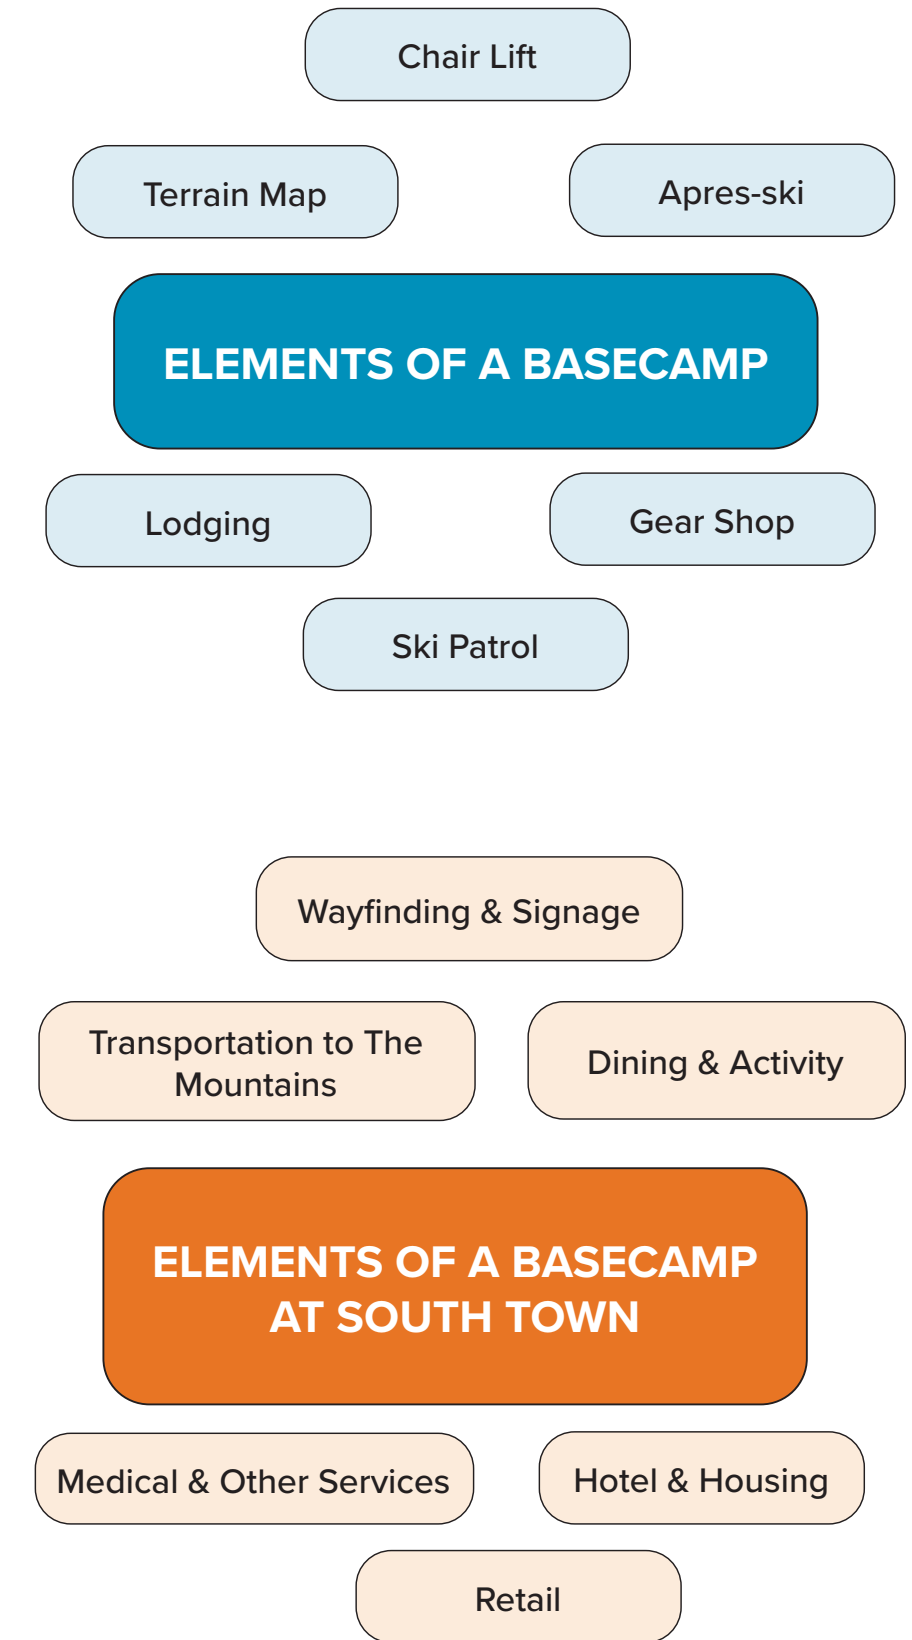 Chair Lift
Terrain Map
Apres-ski
ELEMENTS OF A BASECAMP
Lodging
Gear Shop
Ski Patrol
Wayfinding & Signage
Transportation to The
Mountains
Dining & Activity
ELEMENTS OF A BASECAMP
AT SOUTH TOWN
Medical & Other Services
Hotel & Housing
Retail